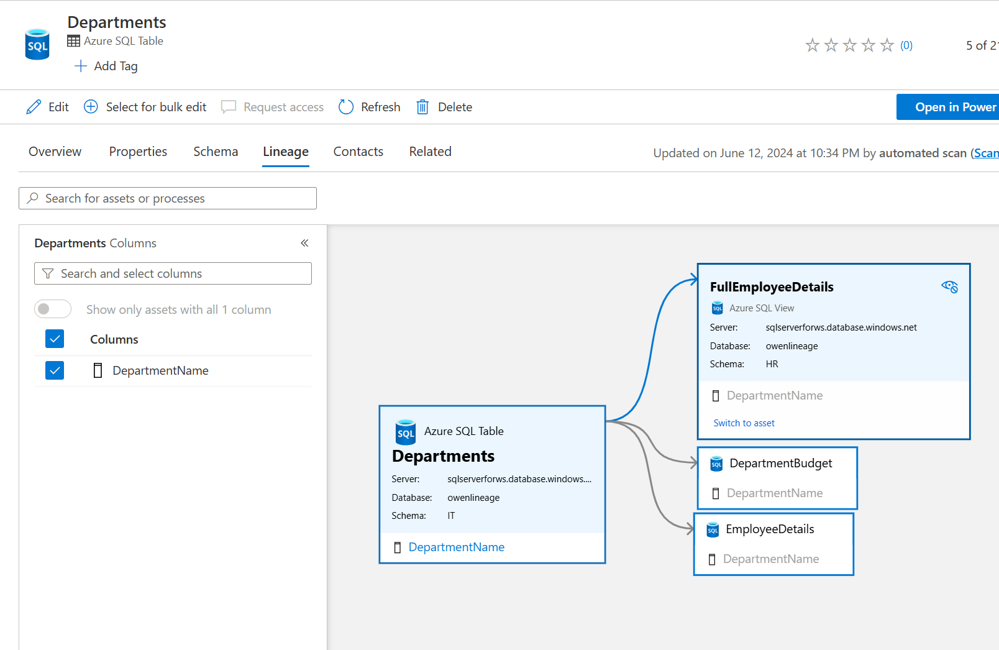 Departments
SQL
Azure SQL Table
Add Tag
(0)
5 of 21
Edit
Select for bulk edit
Request access
Refresh
Delete
Open in Power
Overview
Properties
Schema
Lineage
Contacts
Related
Updated on June 12, 2024 at 10:34 PM by automated scan (Scan
Search for assets or processes
Departments Columns
Search and select columns
Show only assets with all 1 column
Columns
DepartmentName
FullEmployeeDetails
SQL Azure SQL View
Server: sqlserverforws.database.windows.net
Database: owenlineage
Schema: HR
DepartmentName
Switch to asset
SQL Azure SQL Table
Departments
Server: sqlserverforws.database.windows....
Database: owenlineage
Schema: IT
DepartmentName
SQL DepartmentBudget
DepartmentName
SQL EmployeeDetails
DepartmentName